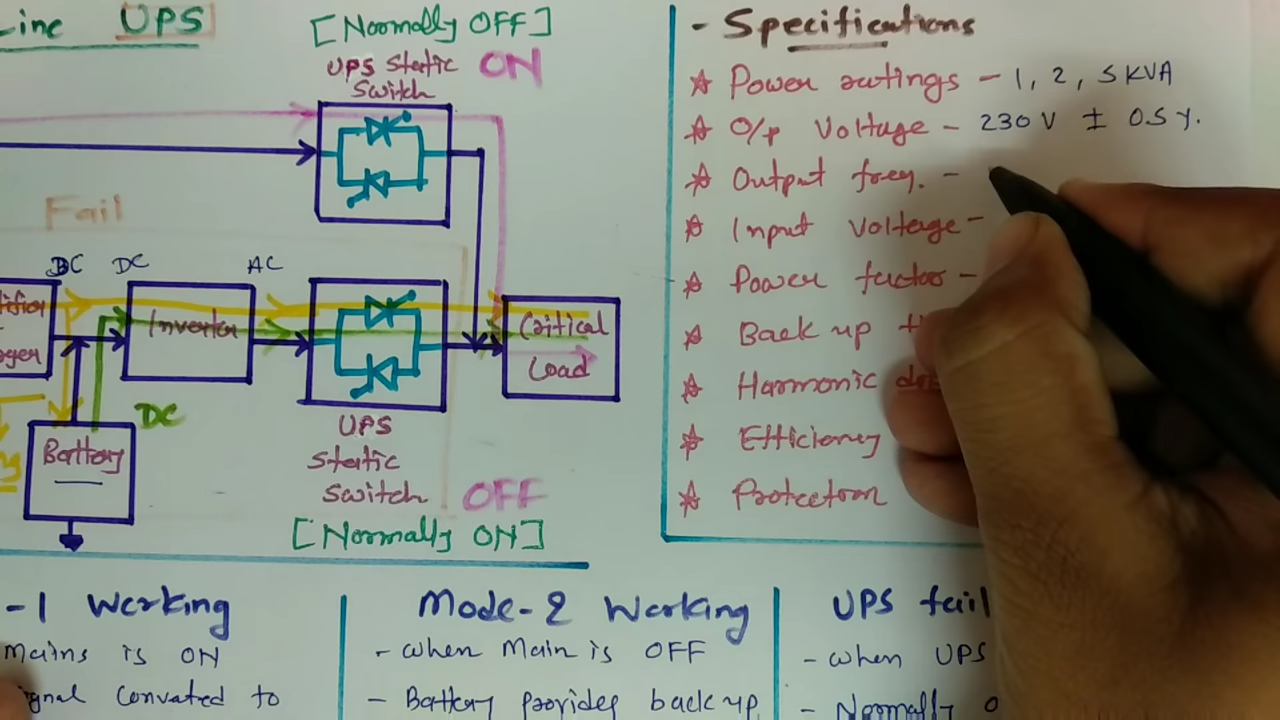 Line UPS
[Normally OFF]
UPS Static
Switch
ON
Fail
DC
DC
AC
Inverter
Critical
Load
Battery
DC
UPS
Static
Switch
OFF
[Normally ON]
- Specifications
☆ Power ratings - 1, 2, 5 KVA
☆ O/p Voltage - 230 V ± 0.5 %.
☆ Output freq. -
☆ Input Voltage -
☆ Power factor -
☆ Back up
☆ Harmonic
☆ Efficiency
☆ Protection
-1 Working
Mains is ON
Convated to
Mode-2 Working
- When Main is OFF
- Battery provides back up
UPS fail
- When UPS
- Normally